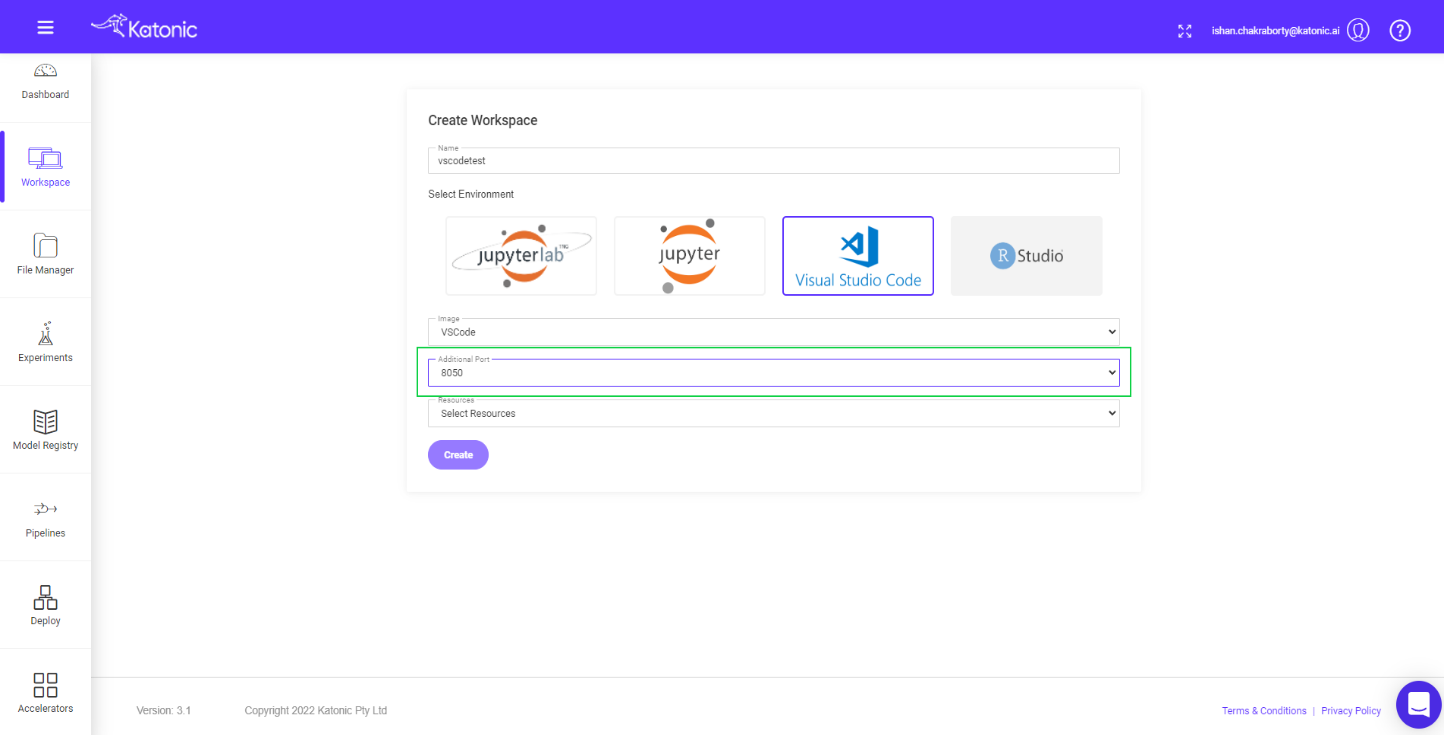 Katonic
ishan.chakraborty@katonic.ai
?
Dashboard
Workspace
File Manager
Experiments
Model Registry
Pipelines
Deploy
Accelerators
Create Workspace
Name
vscodetest
Select Environment
jupyterlab
jupyter
Visual Studio Code
R Studio
Image
VSCode
Additional Port
8050
Resources
Select Resources
Create
Version: 3.1
Copyright 2022 Katonic Pty Ltd
Terms & Conditions | Privacy Policy